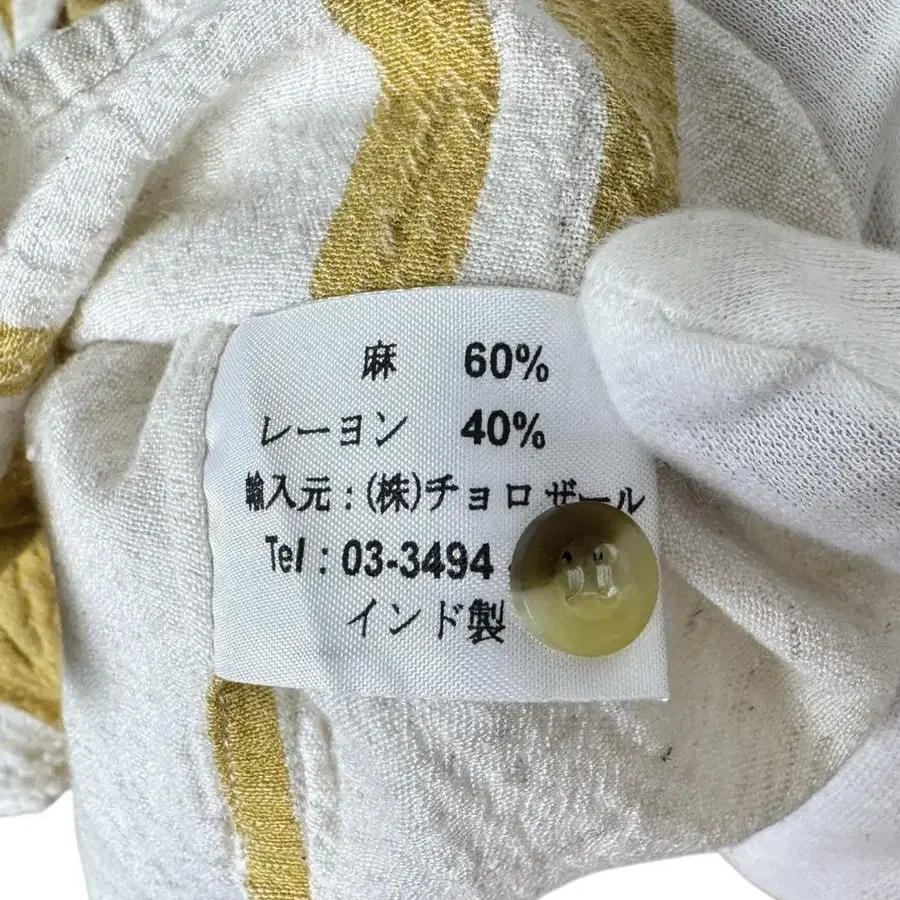 麻 60%
レーヨン 40%
輸入元：(株)チョロザール
Tel：03-3494
インド製